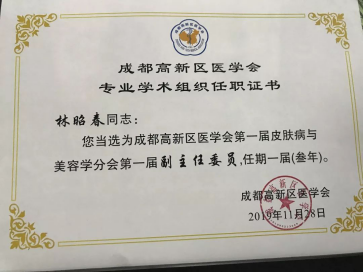 成都高新区医学会
专业学术组织任职证书
林昭春同志：
您当选为成都高新区医学会第一届皮肤病与
美容学分会第一届副主任委员，任期一届(叁年)。
成都高新区医学会
2019年11月28日